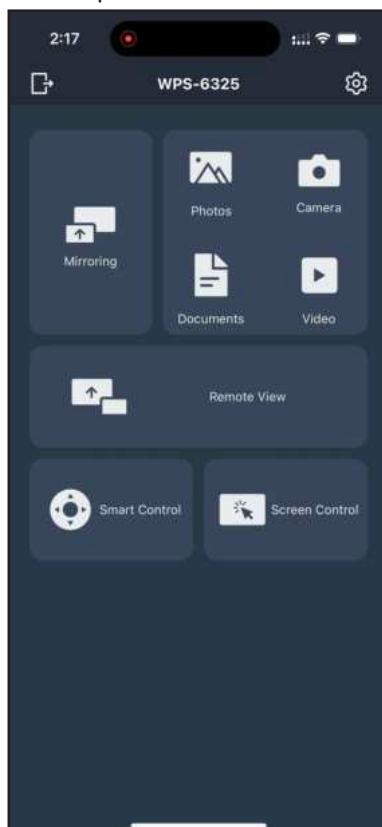 2:17
WPS-6325
Mirroring
Photos
Camera
Documents
Video
Remote View
Smart Control
Screen Control